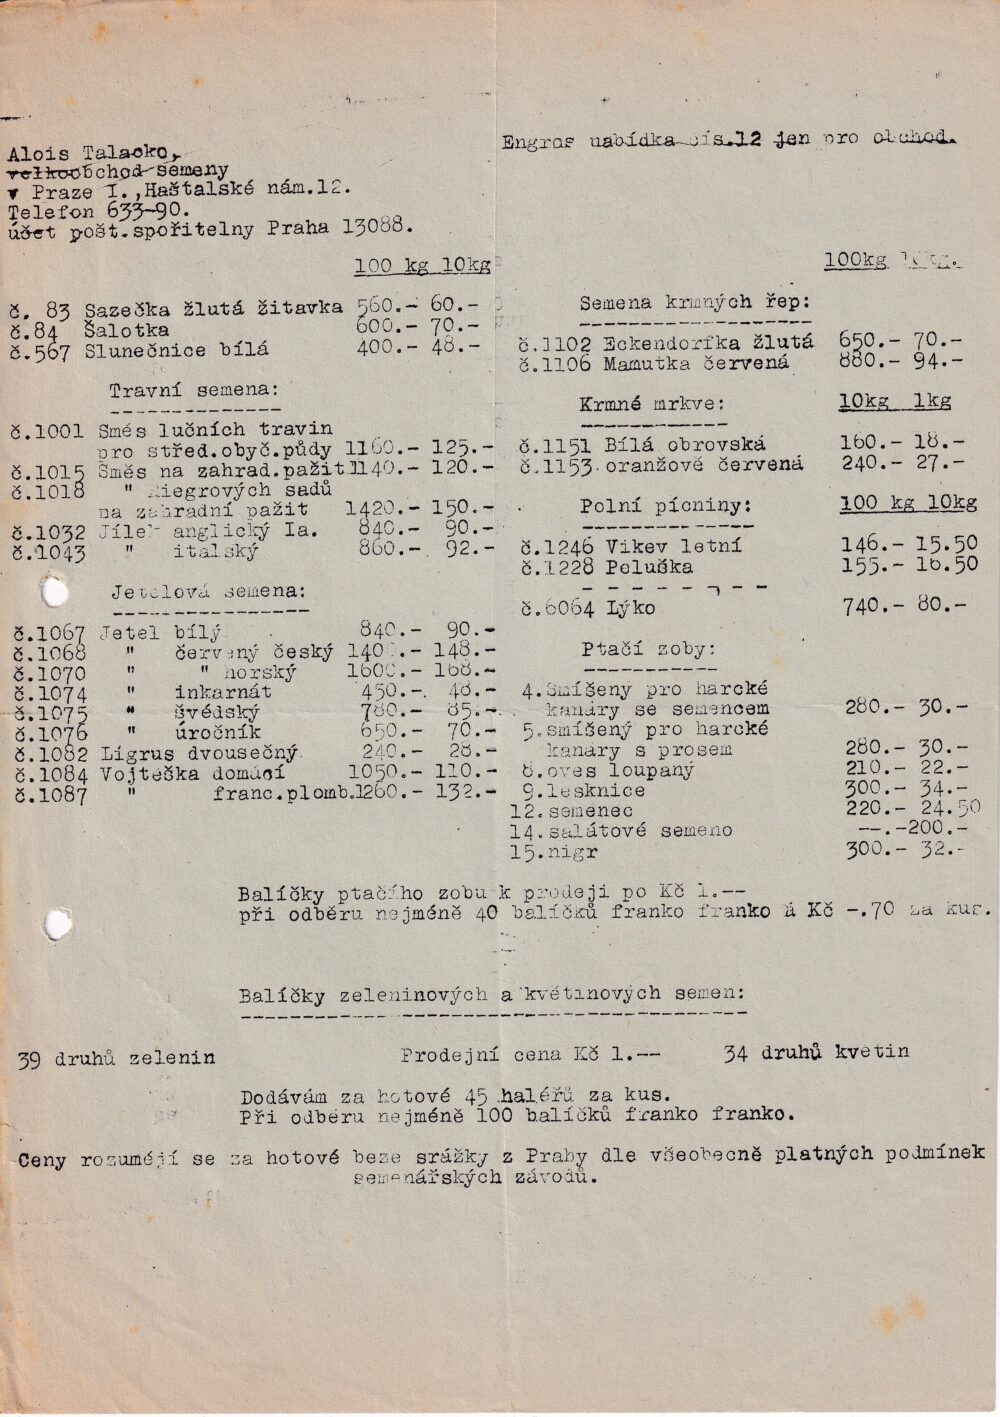 Alois Talacko,
velkoobchod semeny
v Praze I.,Haštalské nám.12.
Telefon 633-90.
účet pošt.spořitelny Praha 13088.
Engros nabídka čís.12 jen pro obchod.
100 kg 10kg
č. 83 Sazečka žlutá žitavka 560.- 60.-
č.84 Šalotka 600.- 70.-
č.567 Slunečnice bílá 400.- 48.-
Travní semena:
č.1001 Směs lučních travin
pro střed.obyč.půdy 1160.- 125.-
č.1015 Směs na zahrad.pažit 1140.- 120.-
č.1018 " Riegrových sadů
na zahradní pažit 1420.- 150.-
č.1032 Jílek anglický Ia. 840.- 90.-
č.1043 " italský 860.- 92.-
Jetelová semena:
č.1067 Jetel bílý 840.- 90.-
č.1068 " červený český 1400.- 148.-
č.1070 " " horský 1600.- 168.-
č.1074 " inkarnát 450.- 48.-
č.1075 " švédský 780.- 85.-
č.1076 " úročník 650.- 70.-
č.1082 Ligrus dvousečný 240.- 28.-
č.1084 Vojteška domácí 1050.- 110.-
č.1087 " franc.plomb.1260.- 132.-
100kg 10kg.
Semena krmných řep:
č.1102 Eckendorfka žlutá 650.- 70.-
č.1106 Mamutka červená 880.- 94.-
Krmné mrkve: 10kg 1kg
č.1151 Bílá obrovská 160.- 18.-
č.1153 oranžové červená 240.- 27.-
Polní pícniny: 100 kg 10kg
č.1246 Vikev letní 146.- 15.50
č.1228 Peluška 155.- 16.50
č.6064 Lýko 740.- 80.-
Ptačí zoby:
4.Smíšeny pro harcké
kanáry se semencem 280.- 30.-
5.smíšený pro harcké
kanáry s prosem 280.- 30.-
8.oves loupaný 210.- 22.-
9.lesknice 300.- 34.-
12.semenec 220.- 24.50
14.salátové semeno --.-200.-
15.nigr 300.- 32.-
Balíčky ptačího zobu k prodeji po Kč 1.--
při odběru nejméně 40 balíčků franko franko á Kč -.70 za kus.
Balíčky zeleninových a květinových semen:
39 druhů zelenin Prodejní cena Kč 1.-- 34 druhů kvetin
Dodávám za hotové 45 haléřů za kus.
Při odběru nejméně 100 balíčků franko franko.
Ceny rozumějí se za hotové beze srážky z Prahy dle všeobecně platných podmínek
semenářských závodů.